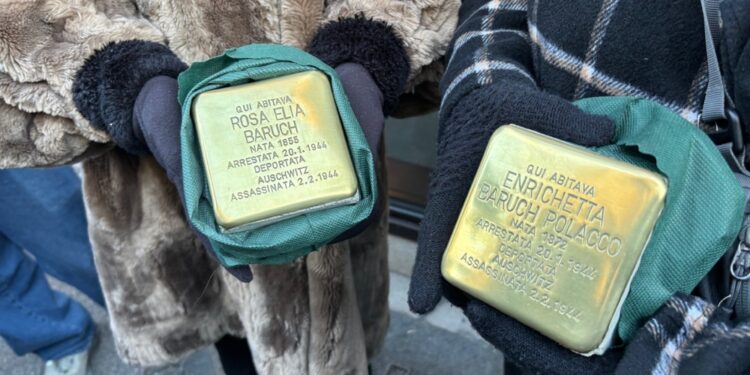 QUI ABITAVA
ROSA ELIA
BARUCH
NATA 1855
ARRESTATA 20.1.1944
DEPORTATA
AUSCHWITZ
ASSASSINATA 2.2.1944
QUI ABITAVA
ENRICHETTA
BARUCH POLACCO
NATA 1872
ARRESTATA 20.1.1944
DEPORTATA
AUSCHWITZ
ASSASSINATA 2.2.1944